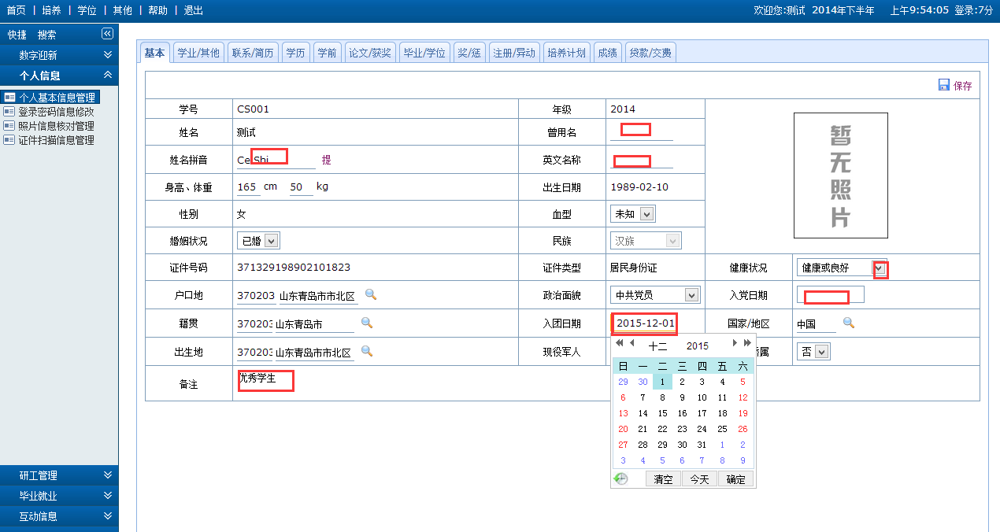 首页 | 培养 | 学位 | 其他 | 帮助 | 退出
欢迎您:测试 2014年下半年 上午9:54:05 登录:7分
快捷 搜索
数字迎新
个人信息
个人基本信息管理
登录密码信息修改
照片信息核对管理
证件扫描信息管理
研工管理
毕业就业
互动信息
基本 学业/其他 联系/简历 学历 学前 论文/获奖 毕业/学位 奖/惩 注册/异动 培养计划 成绩 贷款/交费
保存
学号 CS001 年级 2014
姓名 测试 曾用名
姓名拼音 Ce Shi 提 英文名称
身高、体重 165 cm 50 kg 出生日期 1989-02-10
性别 女 血型 未知
婚姻状况 已婚 民族 汉族
暂无照片
证件号码 371329198902101823 证件类型 居民身份证 健康状况 健康或良好
户口地 370203 山东青岛市市北区 政治面貌 中共党员 入党日期
籍贯 370203 山东青岛市 入团日期 2015-12-01 国家/地区 中国
出生地 370203 山东青岛市市北区 现役军人 属 否
备注 优秀学生
十二 2015
日 一 二 三 四 五 六
29 30 1 2 3 4 5
6 7 8 9 10 11 12
13 14 15 16 17 18 19
20 21 22 23 24 25 26
27 28 29 30 31 1 2
3 4 5 6 7 8 9
清空 今天 确定